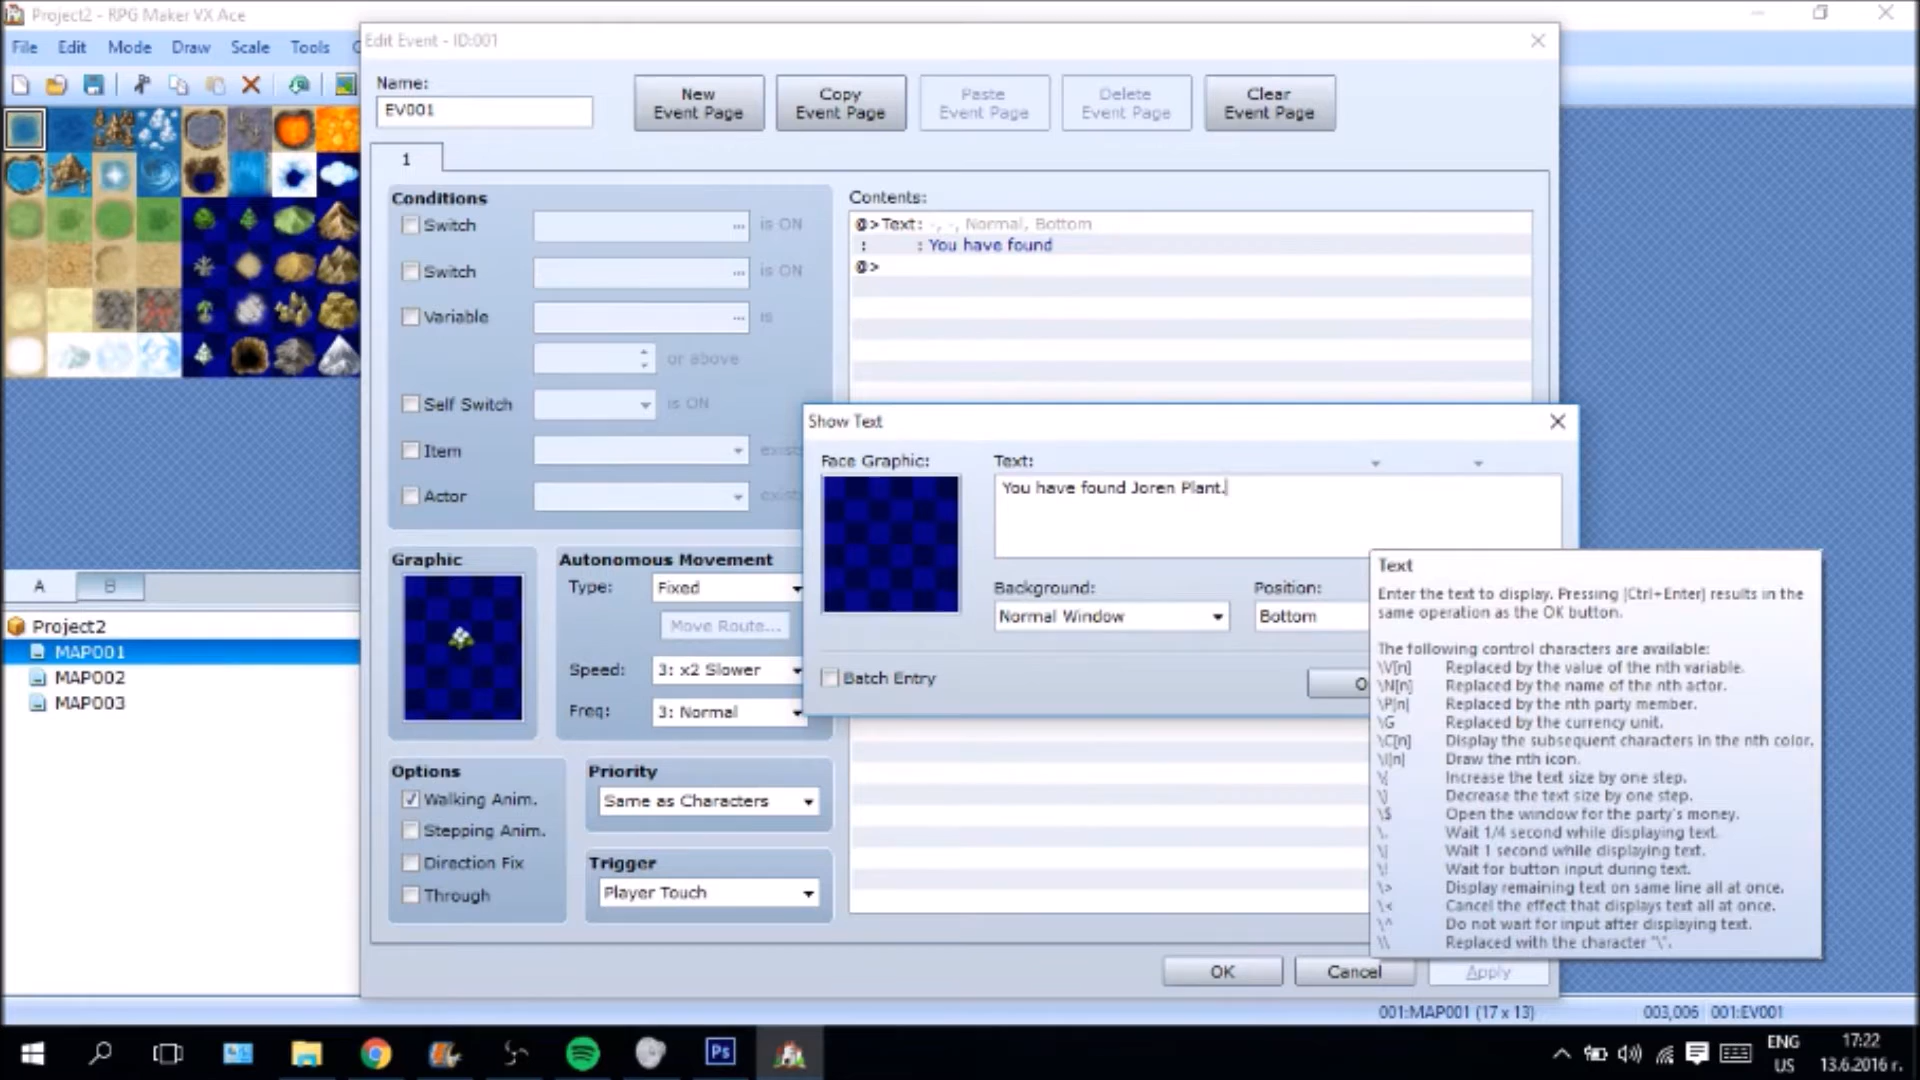 Project2 - RPG Maker VX Ace
File Edit Mode Draw Scale Tools
Edit Event - ID:001
Name:
EV001
New Event Page
Copy Event Page
Paste Event Page
Delete Event Page
Clear Event Page
1
Conditions
Switch ... is ON
Switch ... is ON
Variable ... is
or above
Self Switch is ON
Item exists
Actor exists
Contents:
@>Text: -, -, Normal, Bottom
: : You have found
@>
Graphic
Autonomous Movement
Type: Fixed
Move Route...
Speed: 3: x2 Slower
Freq: 3: Normal
Options
Walking Anim.
Stepping Anim.
Direction Fix
Through
Priority
Same as Characters
Trigger
Player Touch
Show Text
Face Graphic:
Text:
You have found Joren Plant.
Background:
Normal Window
Position:
Bottom
Batch Entry
Text
Enter the text to display. Pressing [Ctrl+Enter] results in the
same operation as the OK button.
The following control characters are available:
\V[n] Replaced by the value of the nth variable.
\N[n] Replaced by the name of the nth actor.
\P[n] Replaced by the nth party member.
\G Replaced by the currency unit.
\C[n] Display the subsequent characters in the nth color.
\I[n] Draw the nth icon.
\{ Increase the text size by one step.
\} Decrease the text size by one step.
\$ Open the window for the party's money.
\. Wait 1/4 second while displaying text.
\| Wait 1 second while displaying text.
\! Wait for button input during text.
\> Display remaining text on same line all at once.
\< Cancel the effect that displays text all at once.
\^ Do not wait for input after displaying text.
\\ Replaced with the character "\".
OK Cancel Apply
A B
Project2
MAP001
MAP002
MAP003
001:MAP001 (17 x 13) 003,006 001:EV001
Ps
ENG
US
17:22
13.6.2016 г.